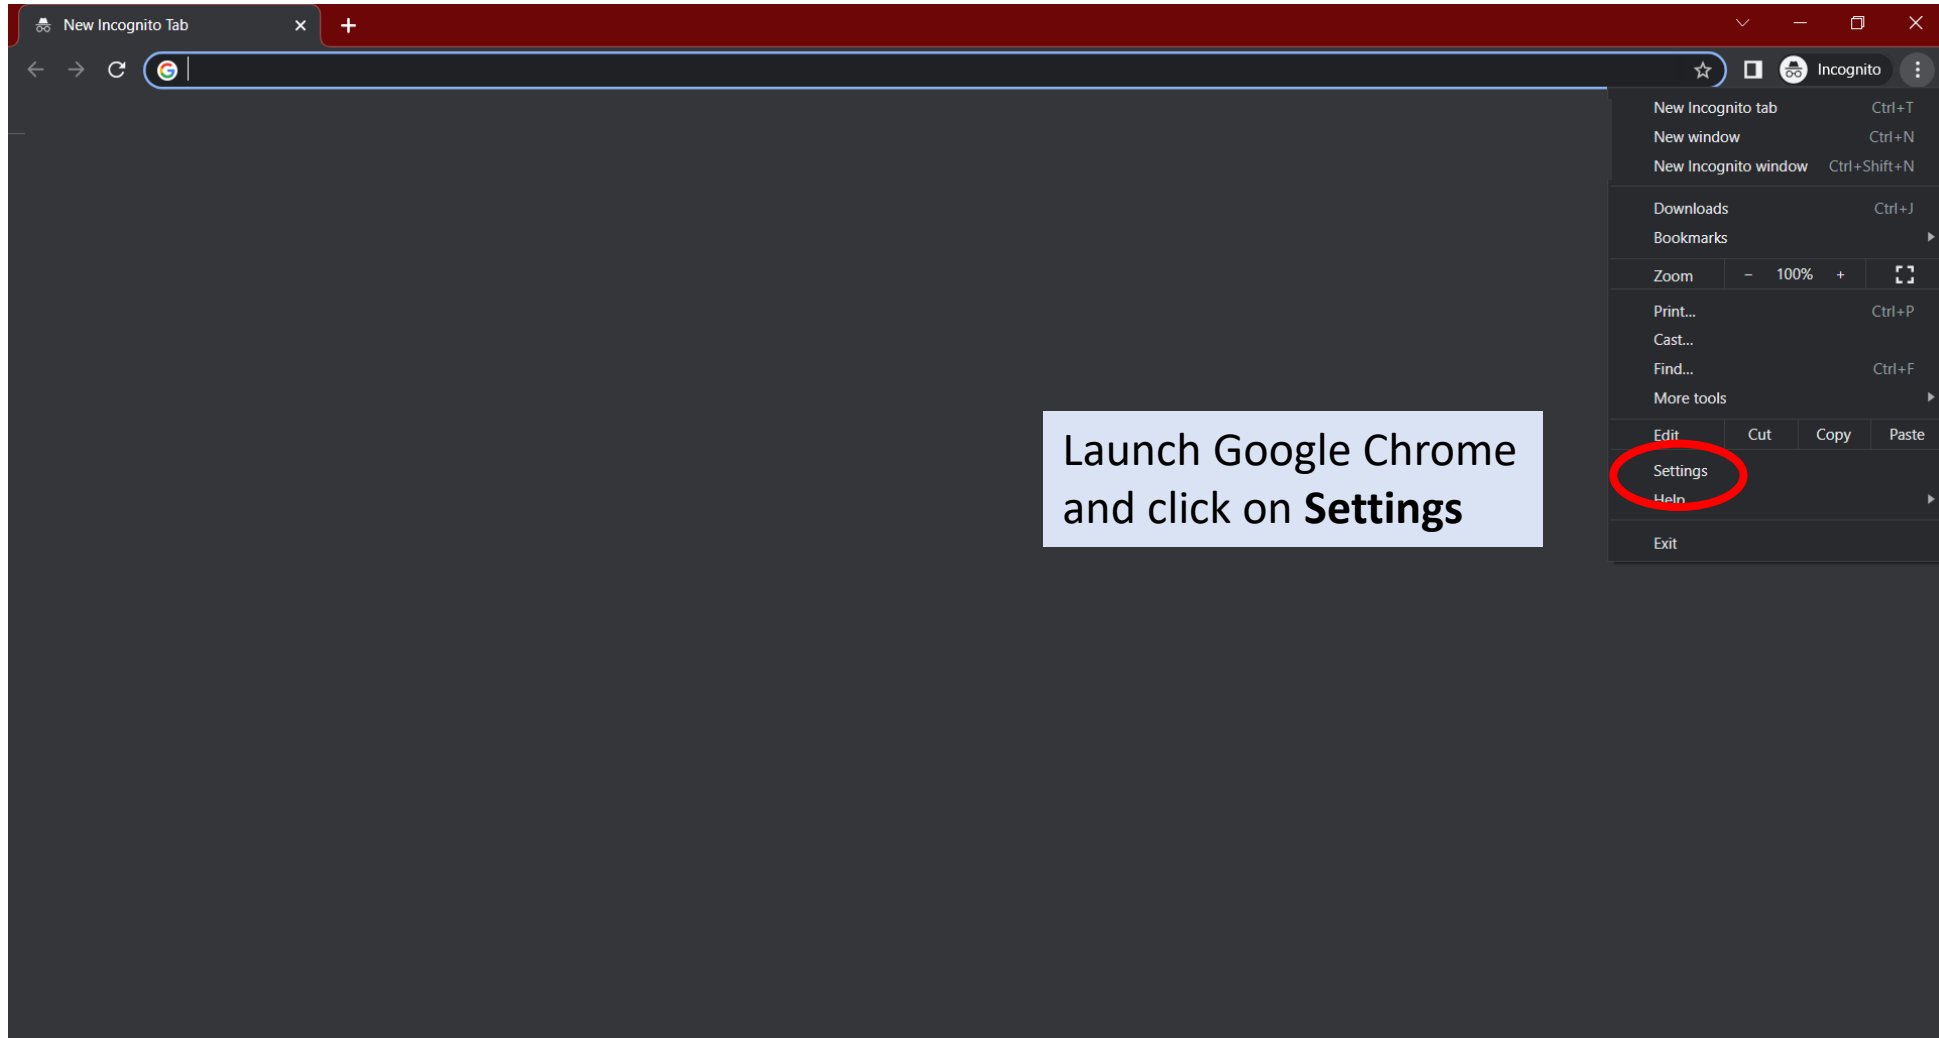 New Incognito Tab
Incognito
New Incognito tab Ctrl+T
New window Ctrl+N
New Incognito window Ctrl+Shift+N
Downloads Ctrl+J
Bookmarks
Zoom - 100% +
Print... Ctrl+P
Cast...
Find... Ctrl+F
More tools
Edit Cut Copy Paste
Settings
Help
Exit
Launch Google Chrome
and click on Settings